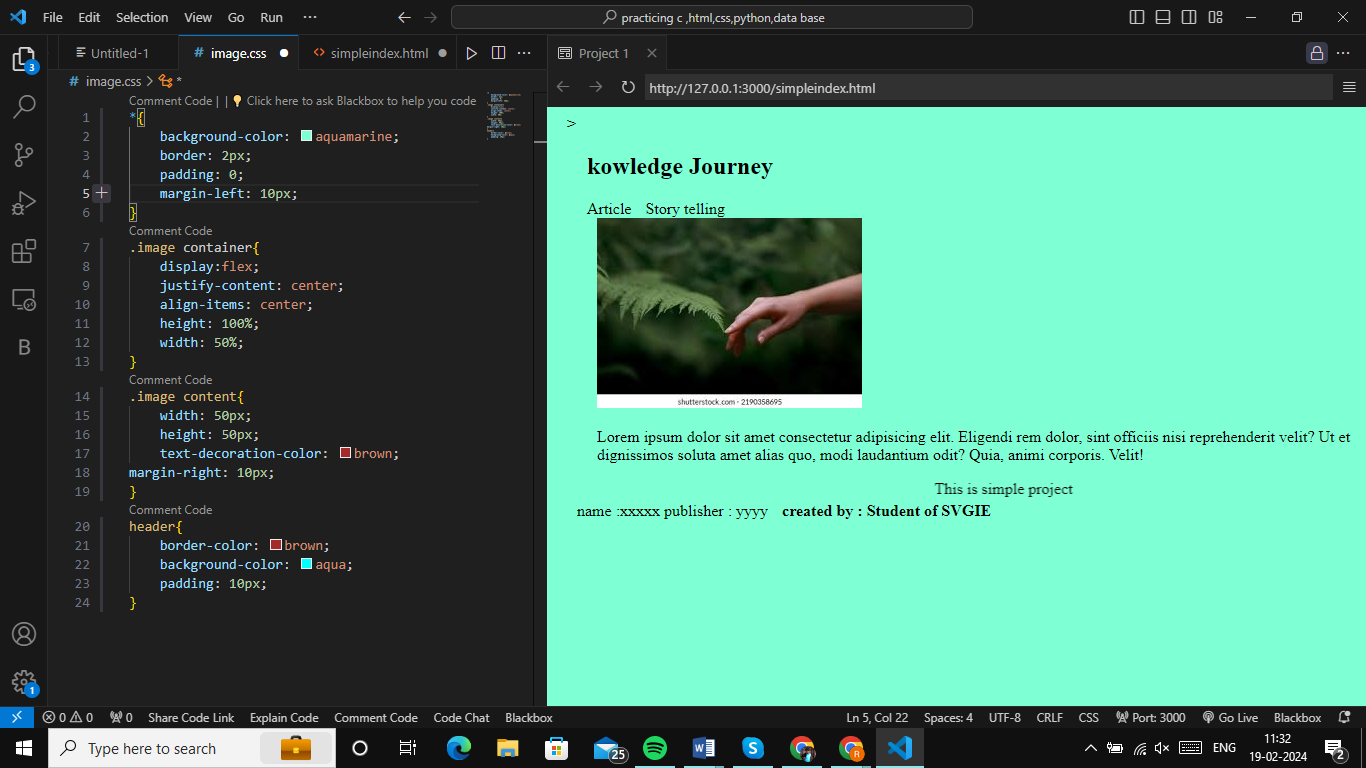 File Edit Selection View Go Run ··· practicing c ,html,css,python,data base
Untitled-1 # image.css simpleindex.html ··· Project 1 ···
# image.css > *
http://127.0.0.1:3000/simpleindex.html
Comment Code | | Click here to ask Blackbox to help you code
1 *{
2 background-color: aquamarine;
3 border: 2px;
4 padding: 0;
5 margin-left: 10px;
6 }
Comment Code
7 .image container{
8 display:flex;
9 justify-content: center;
10 align-items: center;
11 height: 100%;
12 width: 50%;
13 }
Comment Code
14 .image content{
15 width: 50px;
16 height: 50px;
17 text-decoration-color: brown;
18 margin-right: 10px;
19 }
Comment Code
20 header{
21 border-color: brown;
22 background-color: aqua;
23 padding: 10px;
24 }
>
kowledge Journey
Article Story telling
shutterstock.com · 2190358695
Lorem ipsum dolor sit amet consectetur adipisicing elit. Eligendi rem dolor, sint officiis nisi reprehenderit velit? Ut et
dignissimos soluta amet alias quo, modi laudantium odit? Quia, animi corporis. Velit!
This is simple project
name :xxxxx publisher : yyyy created by : Student of SVGIE
3
B
1
0 0 0 Share Code Link Explain Code Comment Code Code Chat Blackbox Ln 5, Col 22 Spaces: 4 UTF-8 CRLF CSS Port: 3000 Go Live Blackbox
Type here to search 25 ENG 11:32
19-02-2024 2